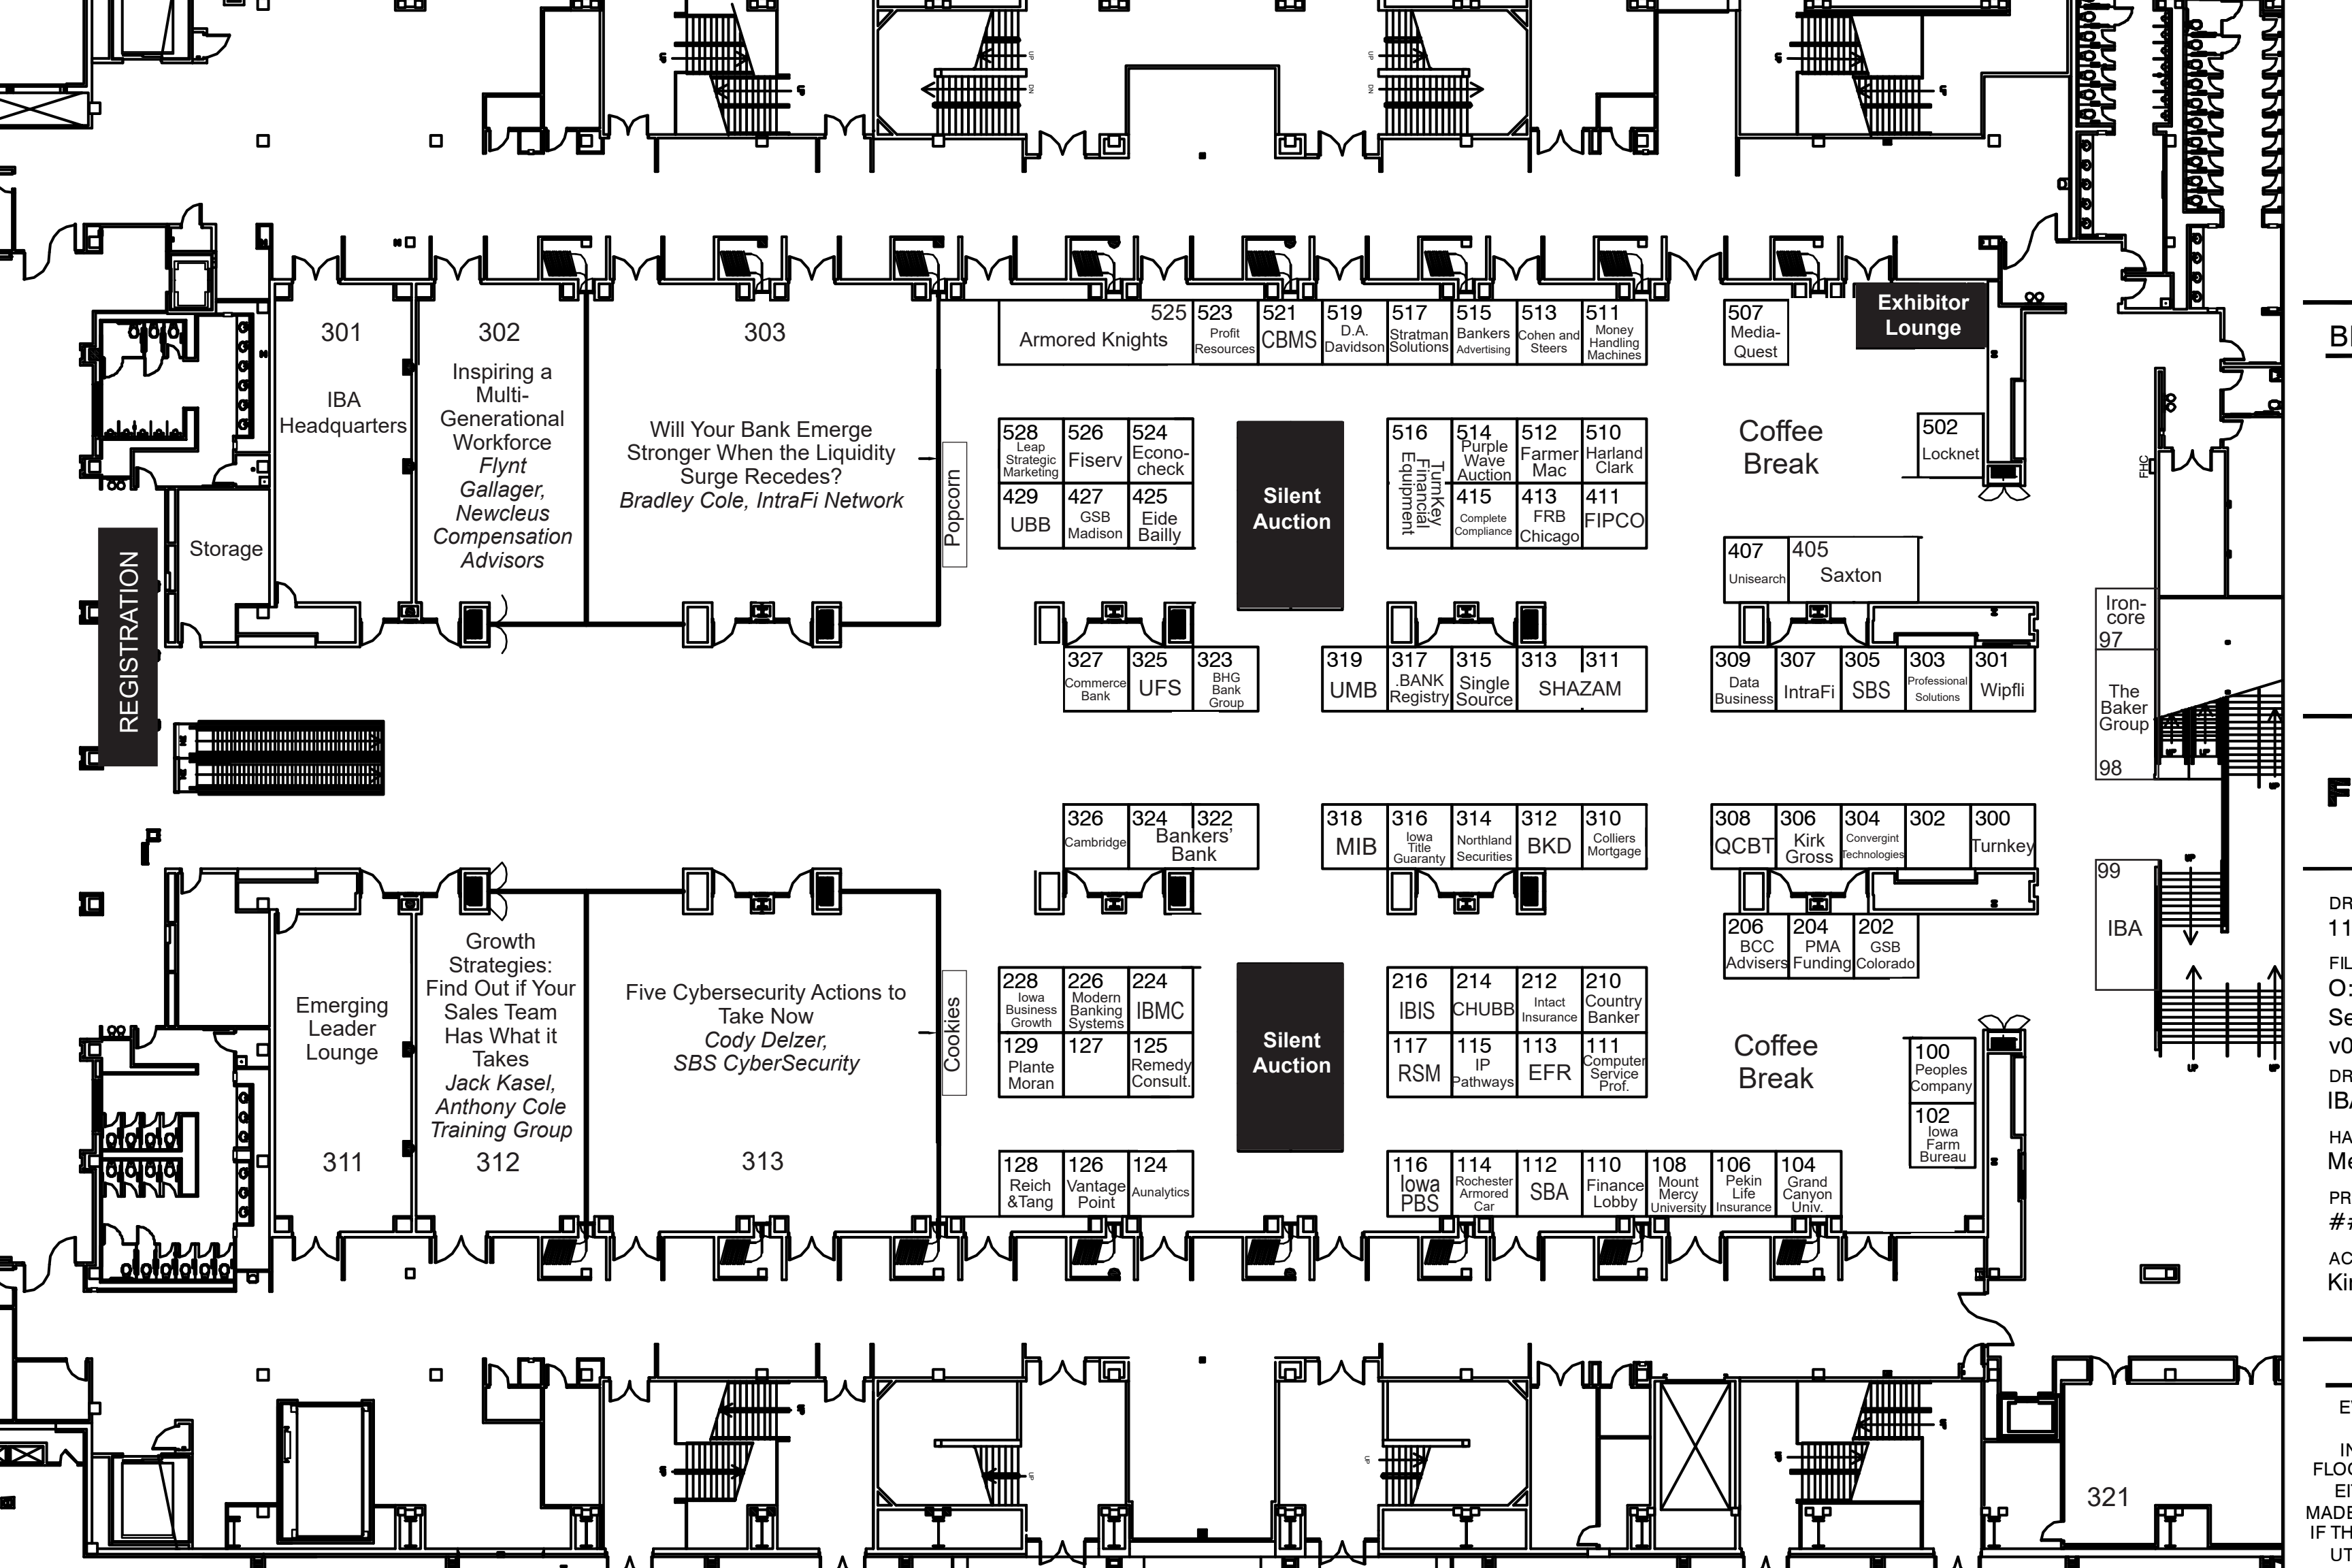 301
IBA
Headquarters
302
Inspiring a
Multi-
Generational
Workforce
Flynt
Gallager,
Newcleus
Compensation
Advisors
303
Will Your Bank Emerge
Stronger When the Liquidity
Surge Recedes?
Bradley Cole, IntraFi Network
Popcorn
Storage
REGISTRATION
525
Armored Knights
523
Profit
Resources
521
CBMS
519
D.A.
Davidson
517
Stratman
Solutions
515
Bankers
Advertising
513
Cohen and
Steers
511
Money
Handling
Machines
507
Media-
Quest
Exhibitor
Lounge
528
Leap
Strategic
Marketing
526
Fiserv
524
Econo-
check
429
UBB
427
GSB
Madison
425
Eide
Bailly
Silent
Auction
516
TurnKey
Financial
Equipment
514
Purple
Wave
Auction
512
Farmer
Mac
510
Harland
Clark
415
Complete
Compliance
413
FRB
Chicago
411
FIPCO
Coffee
Break
502
Locknet
FHC
407
Unisearch
405
Saxton
Iron-
core
97
The
Baker
Group
98
327
Commerce
Bank
325
UFS
323
BHG
Bank
Group
319
UMB
317
.BANK
Registry
315
Single
Source
313
311
SHAZAM
309
Data
Business
307
IntraFi
305
SBS
303
Professional
Solutions
301
Wipfli
326
Cambridge
324
322
Bankers’
Bank
318
MIB
316
Iowa
Title
Guaranty
314
Northland
Securities
312
BKD
310
Colliers
Mortgage
308
QCBT
306
Kirk
Gross
304
Convergint
Technologies
302
300
Turnkey
99
IBA
206
BCC
Advisers
204
PMA
Funding
202
GSB
Colorado
Emerging
Leader
Lounge
311
Growth
Strategies:
Find Out if Your
Sales Team
Has What it
Takes
Jack Kasel,
Anthony Cole
Training Group
312
Five Cybersecurity Actions to
Take Now
Cody Delzer,
SBS CyberSecurity
313
Cookies
228
Iowa
Business
Growth
226
Modern
Banking
Systems
224
IBMC
129
Plante
Moran
127
125
Remedy
Consult.
Silent
Auction
216
IBIS
214
CHUBB
212
Intact
Insurance
210
Country
Banker
117
RSM
115
IP
Pathways
113
EFR
111
Computer
Service
Prof.
Coffee
Break
100
Peoples
Company
102
Iowa
Farm
Bureau
128
Reich
&Tang
126
Vantage
Point
124
Aunalytics
116
Iowa
PBS
114
Rochester
Armored
Car
112
SBA
110
Finance
Lobby
108
Mount
Mercy
University
106
Pekin
Life
Insurance
104
Grand
Canyon
Univ.
321